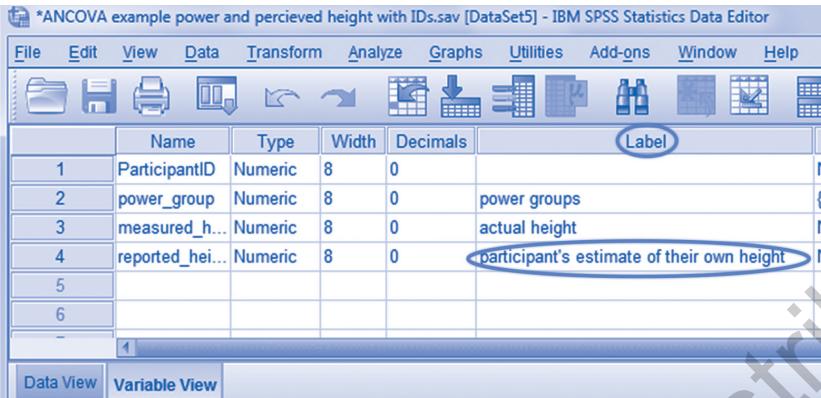 *ANCOVA example power and percieved height with IDs.sav [DataSet5] - IBM SPSS Statistics Data Editor
File Edit View Data Transform Analyze Graphs Utilities Add-ons Window Help
Name Type Width Decimals Label
1 ParticipantID Numeric 8 0
2 power_group Numeric 8 0 power groups {
3 measured_h... Numeric 8 0 actual height
4 reported_hei... Numeric 8 0 participant's estimate of their own height
5
6
Data View Variable View